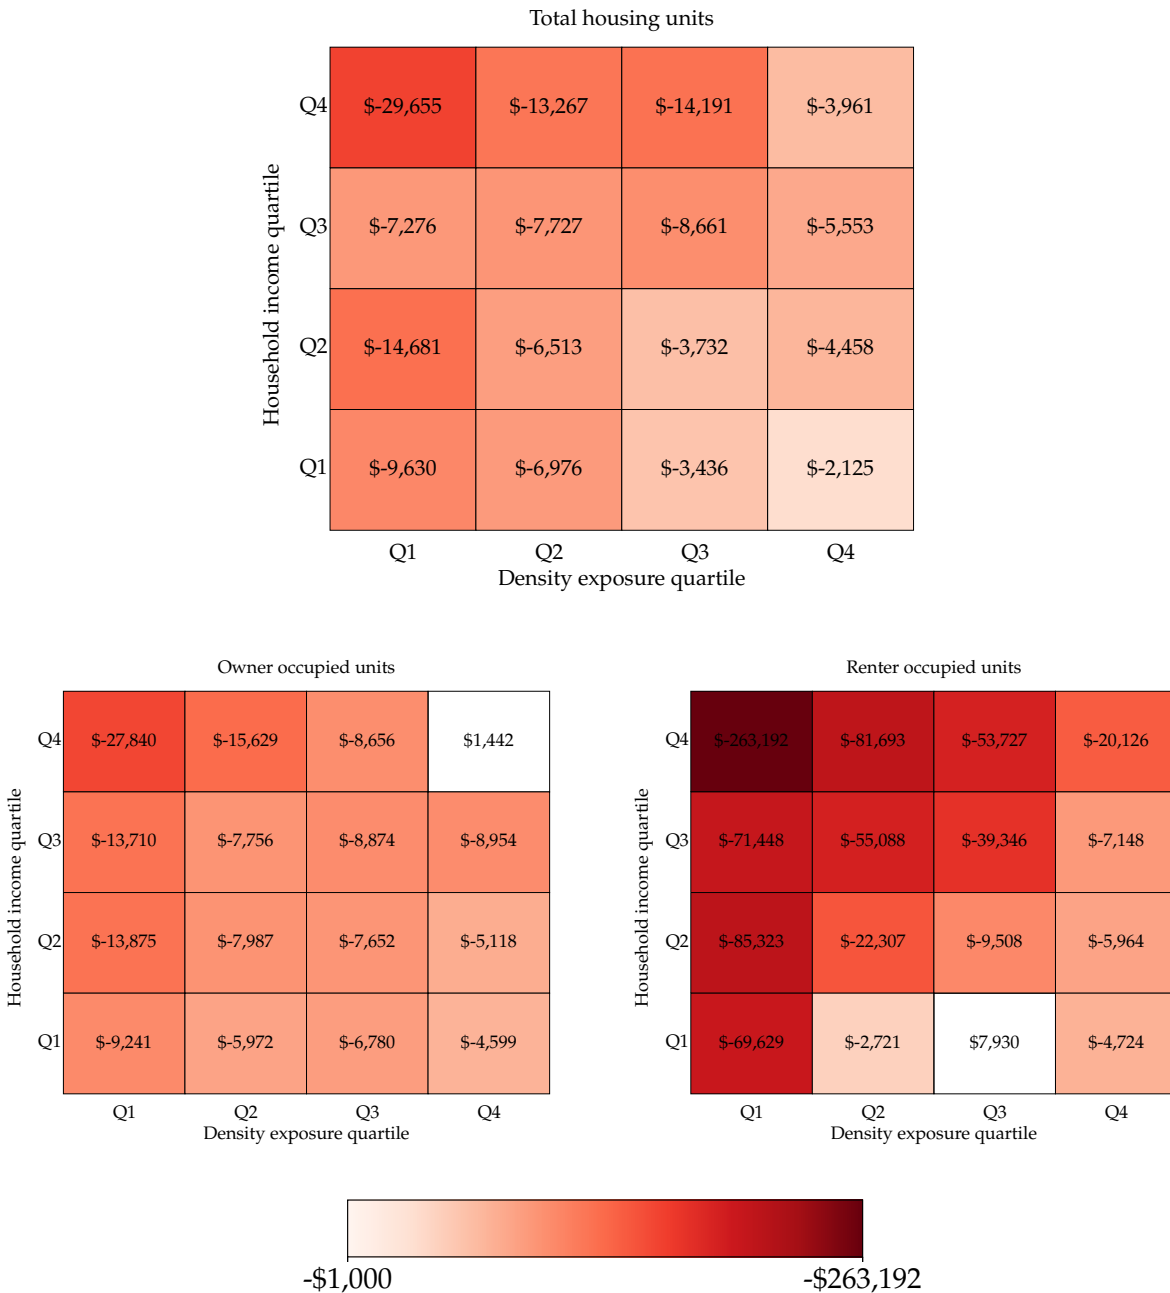 Total housing units
Household income quartile
Q4 $-29,655 $-13,267 $-14,191 $-3,961
Q3 $-7,276 $-7,727 $-8,661 $-5,553
Q2 $-14,681 $-6,513 $-3,732 $-4,458
Q1 $-9,630 $-6,976 $-3,436 $-2,125
Q1 Q2 Q3 Q4
Density exposure quartile
Owner occupied units
Household income quartile
Q4 $-27,840 $-15,629 $-8,656 $1,442
Q3 $-13,710 $-7,756 $-8,874 $-8,954
Q2 $-13,875 $-7,987 $-7,652 $-5,118
Q1 $-9,241 $-5,972 $-6,780 $-4,599
Q1 Q2 Q3 Q4
Density exposure quartile
Renter occupied units
Household income quartile
Q4 $-263,192 $-81,693 $-53,727 $-20,126
Q3 $-71,448 $-55,088 $-39,346 $-7,148
Q2 $-85,323 $-22,307 $-9,508 $-5,964
Q1 $-69,629 $-2,721 $7,930 $-4,724
Q1 Q2 Q3 Q4
Density exposure quartile
-$1,000 -$263,192